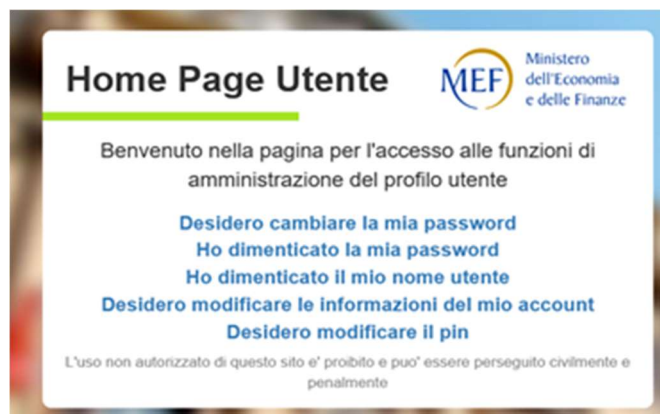 Home Page Utente
MEF
Ministero
dell'Economia
e delle Finanze
Benvenuto nella pagina per l'accesso alle funzioni di
amministrazione del profilo utente
Desidero cambiare la mia password
Ho dimenticato la mia password
Ho dimenticato il mio nome utente
Desidero modificare le informazioni del mio account
Desidero modificare il pin
L'uso non autorizzato di questo sito e' proibito e puo' essere perseguito civilmente e
penalmente